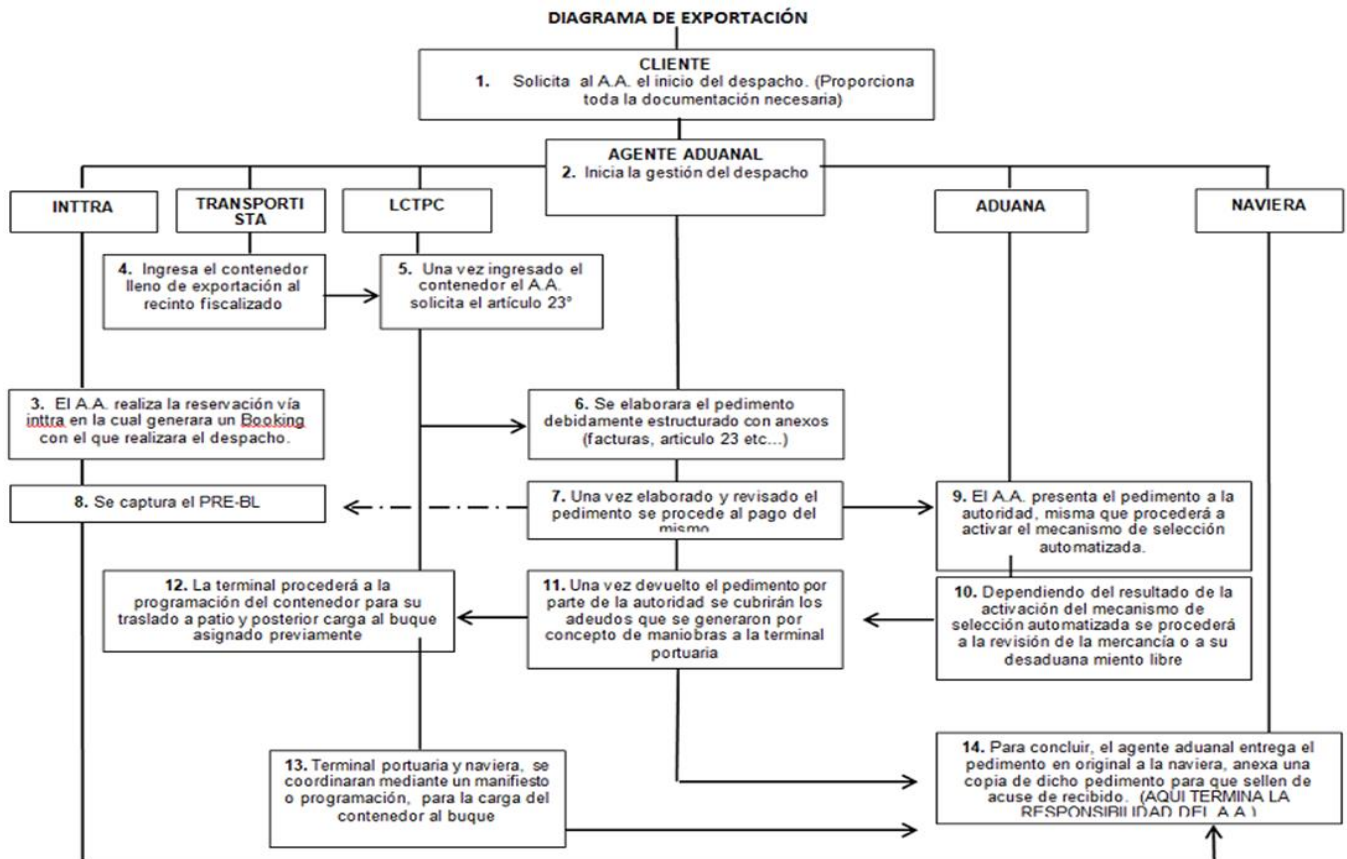 DIAGRAMA DE EXPORTACIÓN
CLIENTE
1. Solicita al A.A. el inicio del despacho. (Proporciona
toda la documentación necesaria)
AGENTE ADUANAL
2. Inicia la gestión del despacho
INTTRA
TRANSPORTI
STA
LCTPC
ADUANA
NAVIERA
4. Ingresa el contenedor
lleno de exportación al
recinto fiscalizado
5. Una vez ingresado el
contenedor el A.A.
solicita el artículo 23°
3. El A.A. realiza la reservación vía
inttra en la cual generara un Booking
con el que realizara el despacho.
6. Se elaborara el pedimento
debidamente estructurado con anexos
(facturas, articulo 23 etc...)
8. Se captura el PRE-BL
7. Una vez elaborado y revisado el
pedimento se procede al pago del
mismo
9. El A.A. presenta el pedimento a la
autoridad, misma que procederá a
activar el mecanismo de selección
automatizada.
12. La terminal procederá a la
programación del contenedor para su
traslado a patio y posterior carga al buque
asignado previamente
11. Una vez devuelto el pedimento por
parte de la autoridad se cubrirán los
adeudos que se generaron por
concepto de maniobras a la terminal
portuaria
10. Dependiendo del resultado de la
activación del mecanismo de
selección automatizada se procederá
a la revisión de la mercancía o a su
desaduana miento libre
13. Terminal portuaria y naviera, se
coordinaran mediante un manifiesto
o programación, para la carga del
contenedor al buque
14. Para concluir, el agente aduanal entrega el
pedimento en original a la naviera, anexa una
copia de dicho pedimento para que sellen de
acuse de recibido. (AQUI TERMINA LA
RESPONSIBILIDAD DEL A.A.)